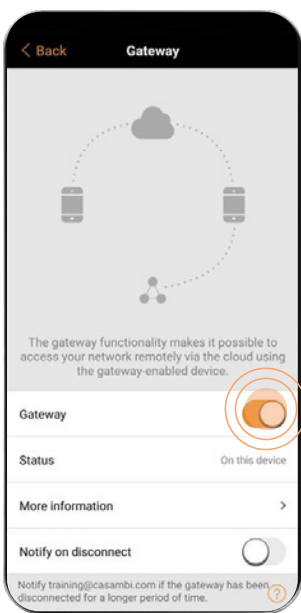 Back Gateway
The gateway functionality makes it possible to
access your network remotely via the cloud using
the gateway-enabled device.
Gateway
Status On this device
More information
Notify on disconnect
Notify training@casambi.com if the gateway has been
disconnected for a longer period of time.
?